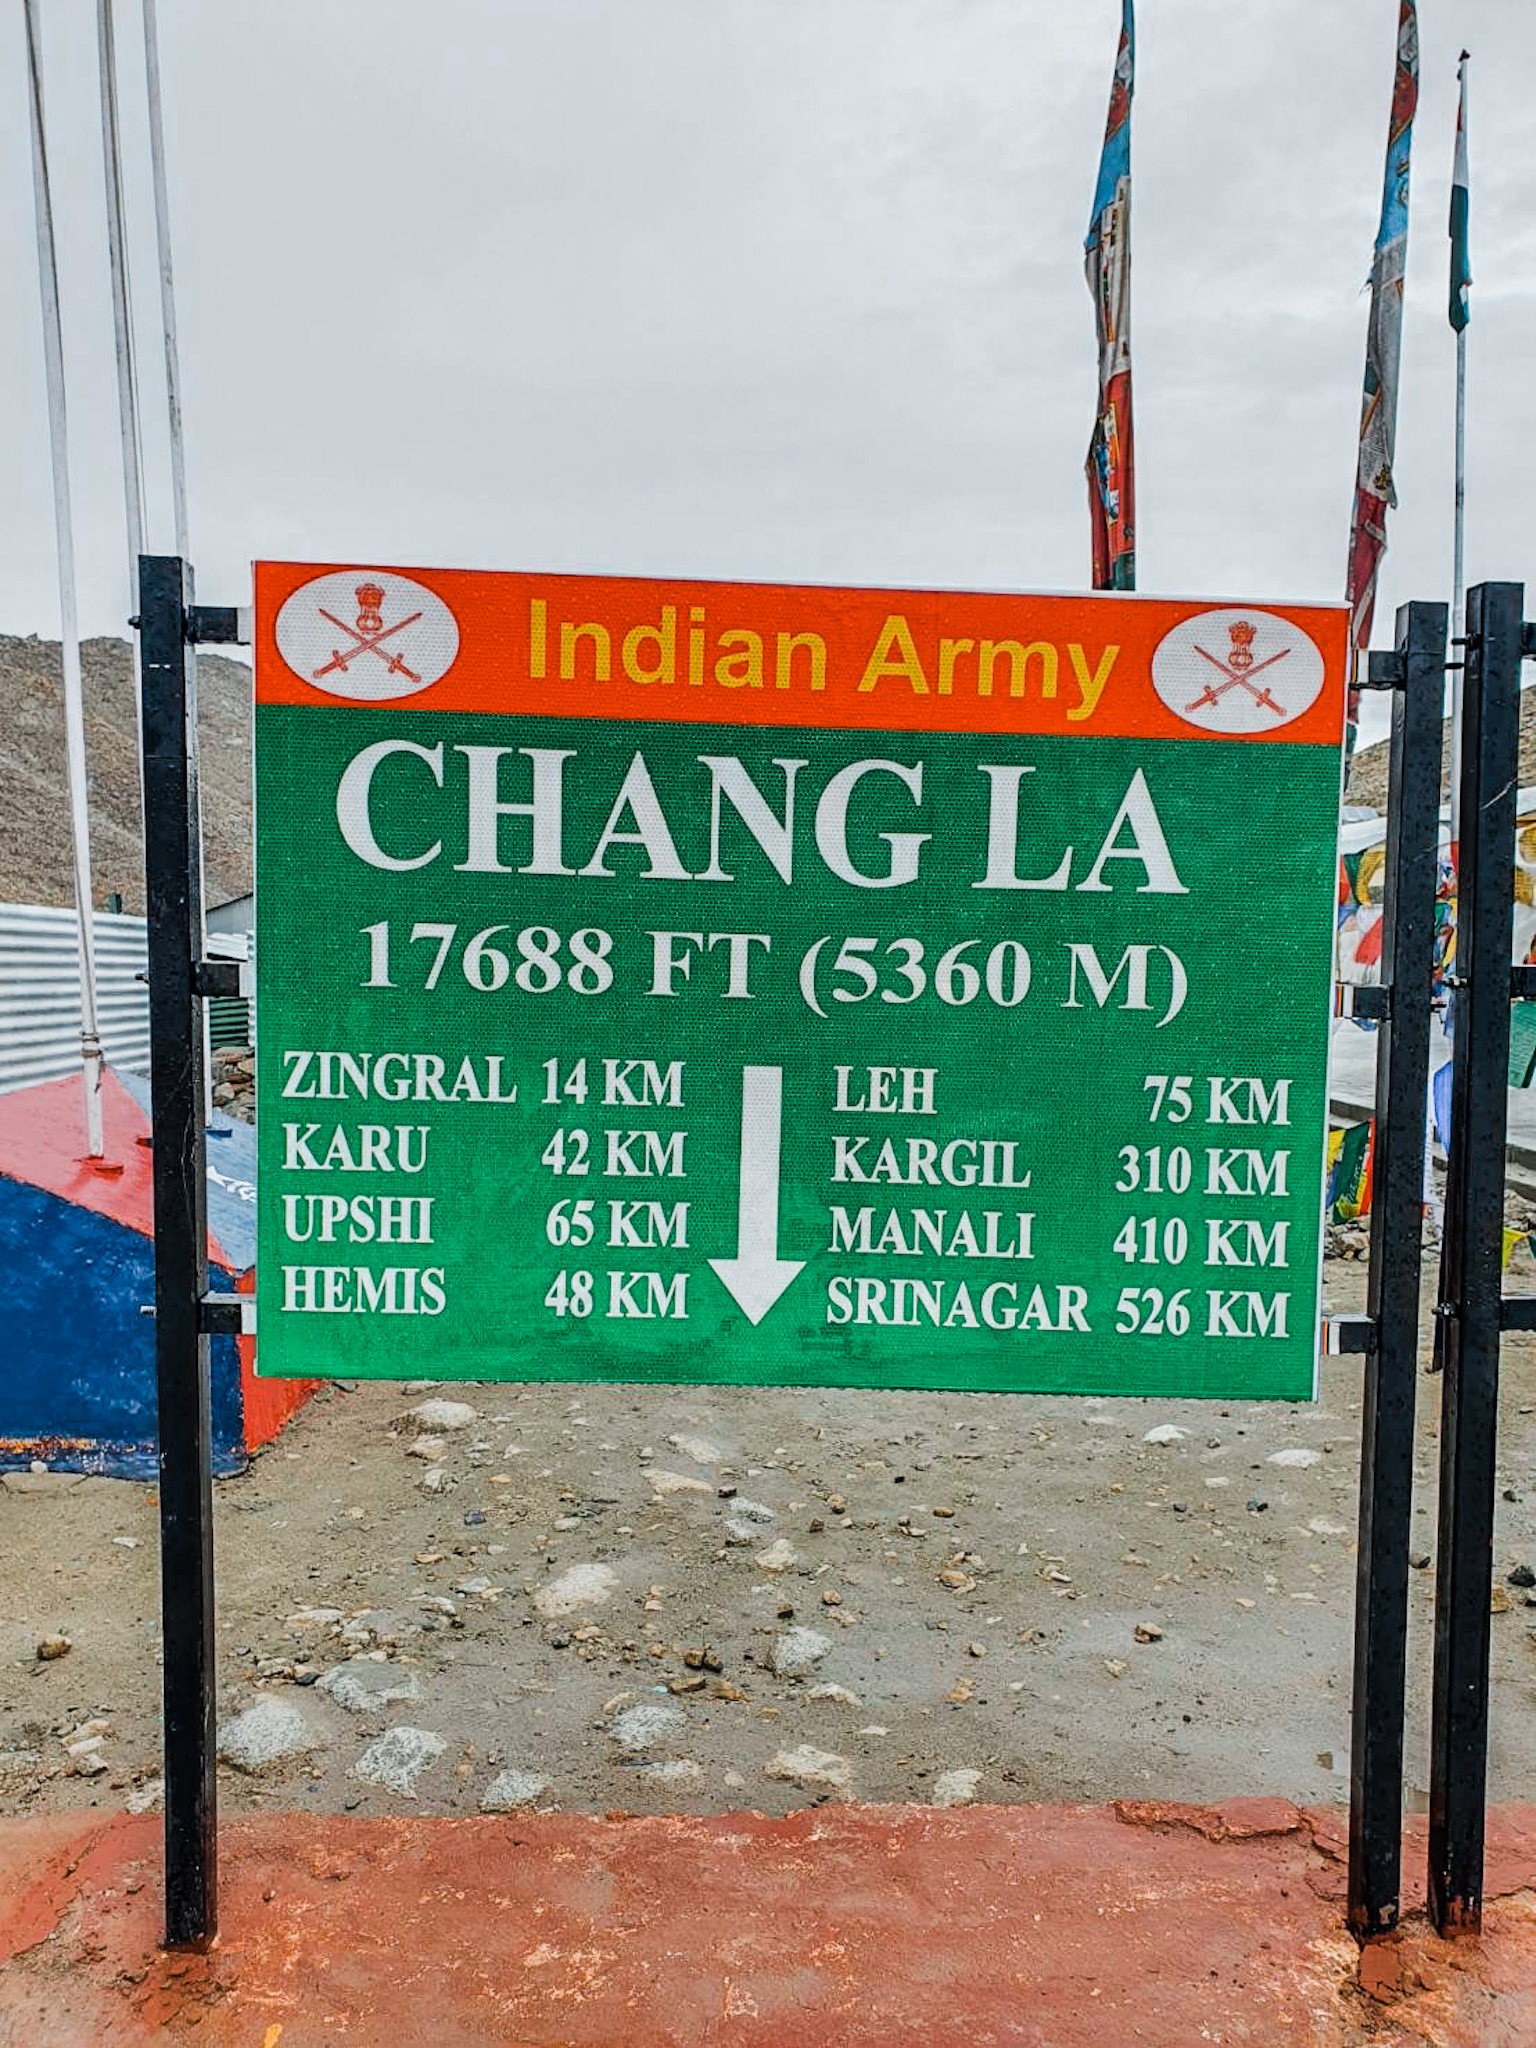 Indian Army
CHANG LA
17688 FT (5360 M)
ZINGRAL 14 KM
KARU 42 KM
UPSHI 65 KM
HEMIS 48 KM
LEH 75 KM
KARGIL 310 KM
MANALI 410 KM
SRINAGAR 526 KM